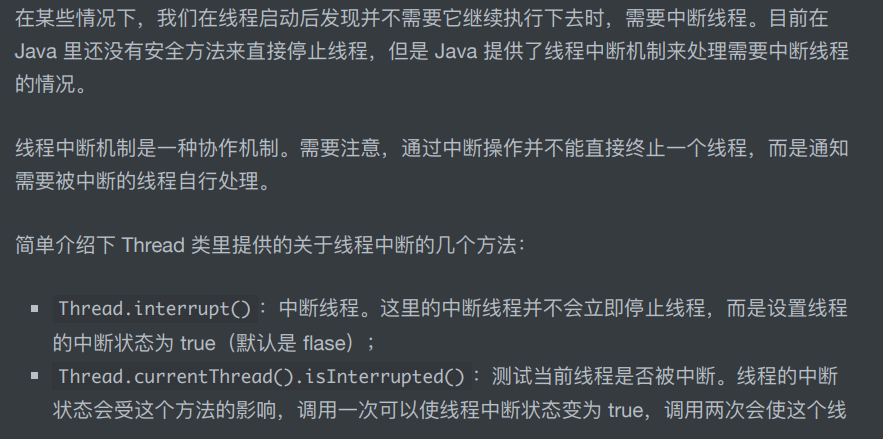 在某些情况下，我们在线程启动后发现并不需要它继续执行下去时，需要中断线程。目前在
Java 里还没有安全方法来直接停止线程，但是 Java 提供了线程中断机制来处理需要中断线程
的情况。
线程中断机制是一种协作机制。需要注意，通过中断操作并不能直接终止一个线程，而是通知
需要被中断的线程自行处理。
简单介绍下 Thread 类里提供的关于线程中断的几个方法：
▪ Thread.interrupt()：中断线程。这里的中断线程并不会立即停止线程，而是设置线程
的中断状态为 true（默认是 flase）；
▪ Thread.currentThread().isInterrupted()：测试当前线程是否被中断。线程的中断
状态会受这个方法的影响，调用一次可以使线程中断状态变为 true，调用两次会使这个线